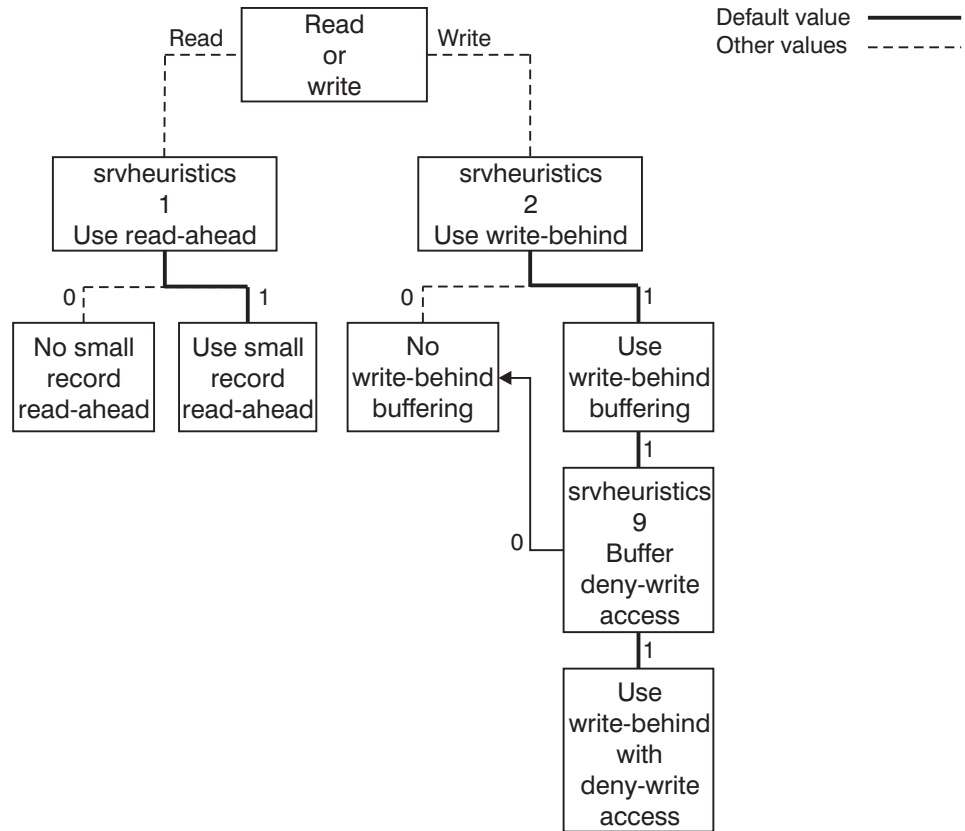 Default value
Other values
Read
or
write
Read
Write
srvheuristics
1
Use read-ahead
srvheuristics
2
Use write-behind
0
1
0
1
No small
record
read-ahead
Use small
record
read-ahead
No
write-behind
buffering
Use
write-behind
buffering
1
srvheuristics
9
Buffer
deny-write
access
0
1
Use
write-behind
with
deny-write
access